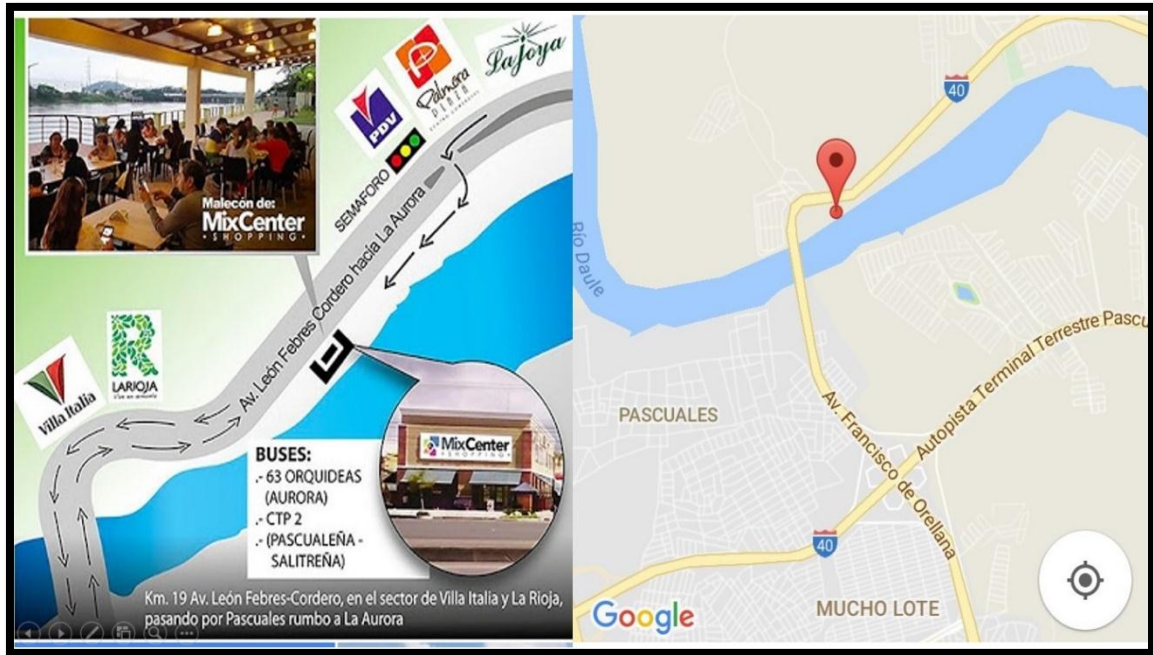 Malecón de:
MixCenter
• SHOPPING •
PDV
Palmora
PLAZA
CENTRO COMERCIAL
LaJoya
SEMAFORO
Av. León Febres Cordero hacia La Aurora
Villa Italia
R
LARIOJA
MixCenter
• SHOPPING •
BUSES:
.- 63 ORQUIDEAS
(AURORA)
.- CTP 2
.- (PASCUALEÑA -
SALITREÑA)
Km. 19 Av. León Febres-Cordero, en el sector de Villa Italia y La Rioja,
pasando por Pascuales rumbo a La Aurora
40
Río Daule
PASCUALES
Av. Francisco de Orellana
Autopista Terminal Terrestre Pascu
40
MUCHO LOTE
Google